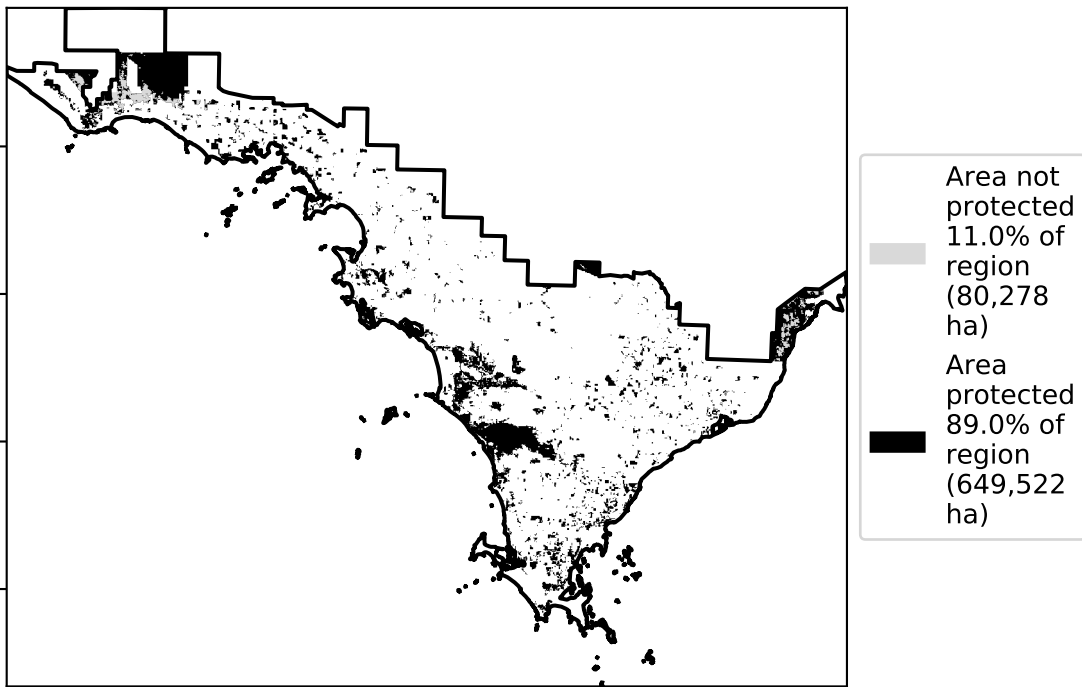 Area not
protected
11.0% of
region
(80,278
ha)
Area
protected
89.0% of
region
(649,522
ha)